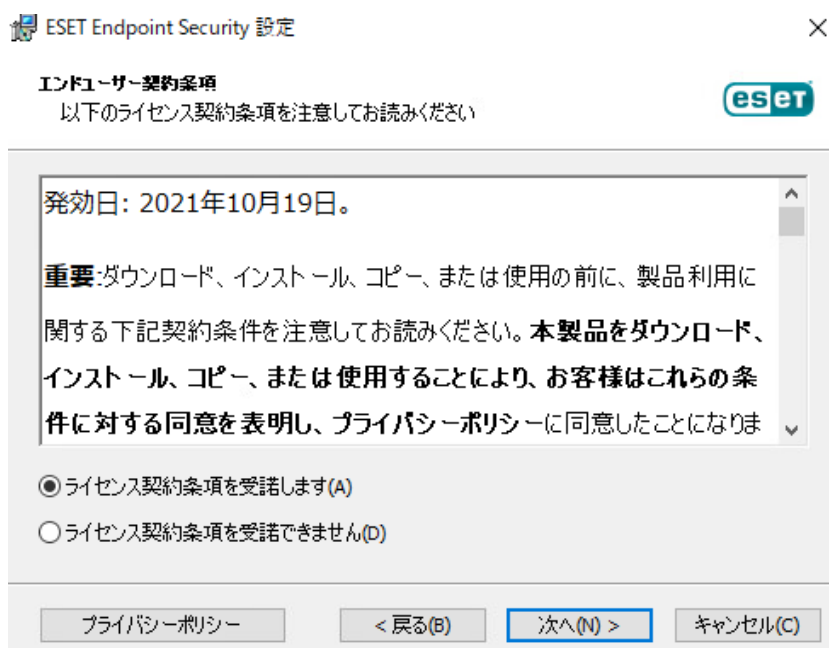 ESET Endpoint Security 設定
エンドユーザー契約条項
以下のライセンス契約条項を注意してお読みください
eseT
発効日: 2021年10月19日。
重要:ダウンロード、インストール、コピー、または使用の前に、製品利用に
関する下記契約条件を注意してお読みください。本製品をダウンロード、
インストール、コピー、または使用することにより、お客様はこれらの条
件に対する同意を表明し、プライバシーポリシーに同意したことになりま
ライセンス契約条項を受諾します(A)
ライセンス契約条項を受諾できません(D)
プライバシーポリシー
< 戻る(B)
次へ(N) >
キャンセル(C)